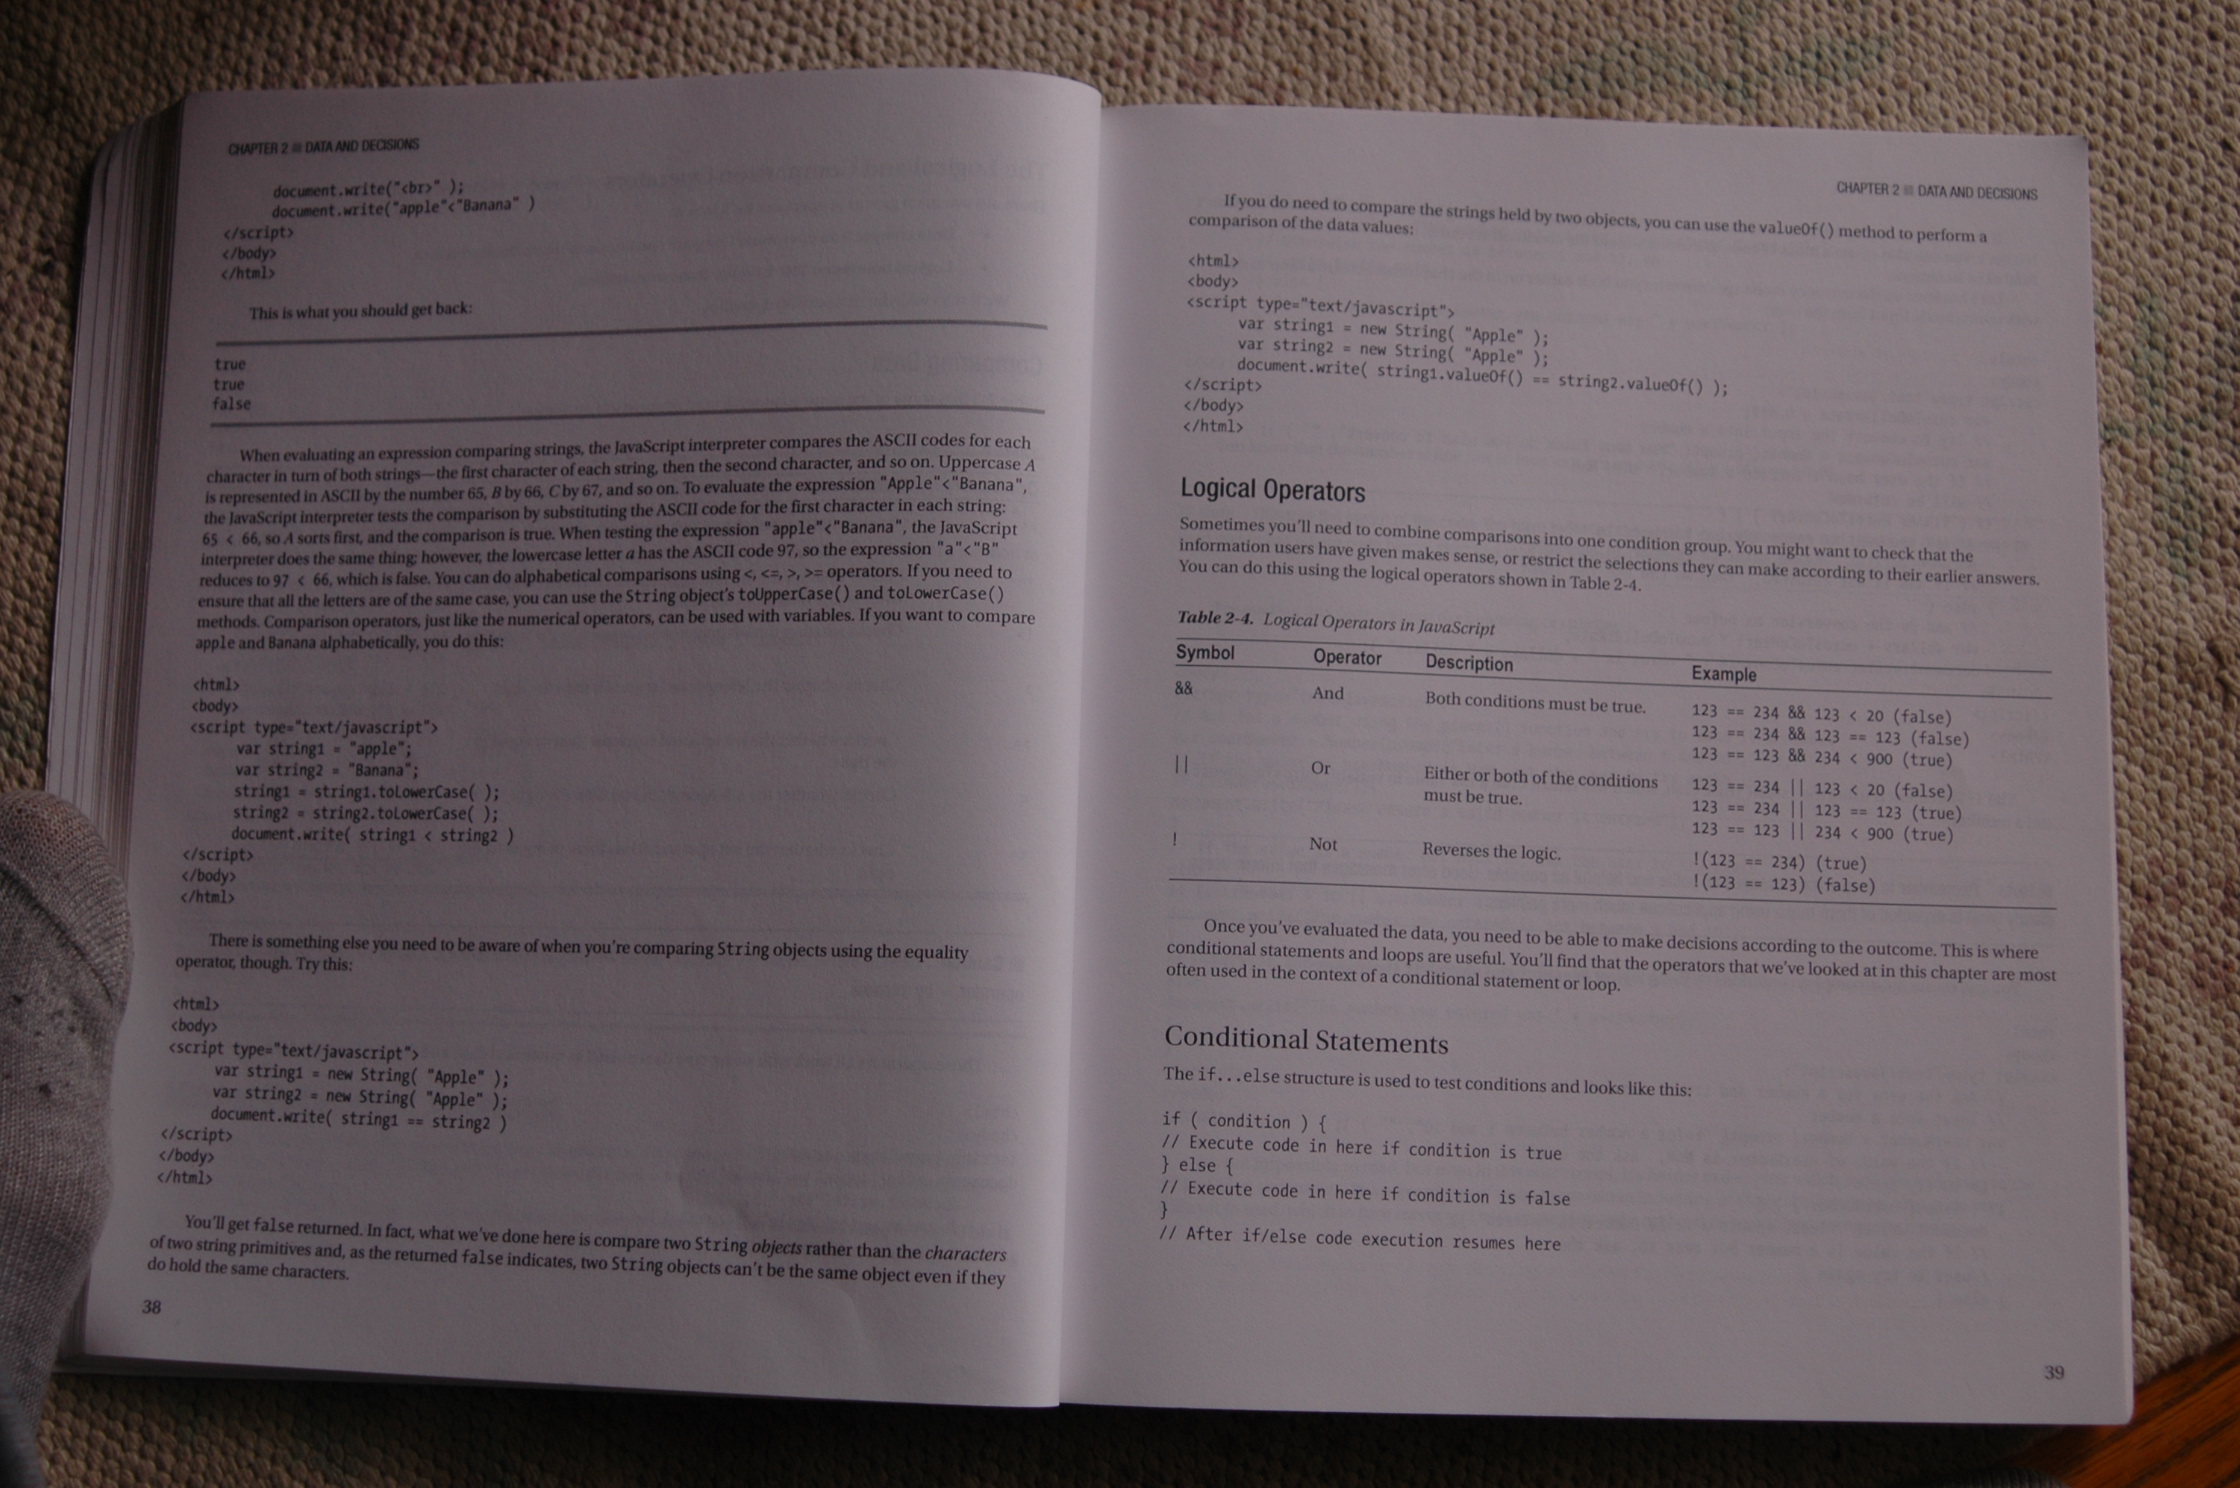 CHAPTER 2 ■ DATA AND DECISIONS
document.write("<br>" );
document.write("apple"<"Banana" )
</script>
</body>
</html>
This is what you should get back:
true
true
false
When evaluating an expression comparing strings, the JavaScript interpreter compares the ASCII codes for each
character in turn of both strings—the first character of each string, then the second character, and so on. Uppercase A
is represented in ASCII by the number 65, B by 66, C by 67, and so on. To evaluate the expression "Apple"<"Banana",
the JavaScript interpreter tests the comparison by substituting the ASCII code for the first character in each string:
65 < 66, so A sorts first, and the comparison is true. When testing the expression "apple"<"Banana", the JavaScript
interpreter does the same thing; however, the lowercase letter a has the ASCII code 97, so the expression "a"<"B"
reduces to 97 < 66, which is false. You can do alphabetical comparisons using <, <=, >, >= operators. If you need to
ensure that all the letters are of the same case, you can use the String object's toUpperCase() and toLowerCase()
methods. Comparison operators, just like the numerical operators, can be used with variables. If you want to compare
apple and Banana alphabetically, you do this:
<html>
<body>
<script type="text/javascript">
var string1 = "apple";
var string2 = "Banana";
string1 = string1.toLowerCase( );
string2 = string2.toLowerCase( );
document.write( string1 < string2 )
</script>
</body>
</html>
There is something else you need to be aware of when you're comparing String objects using the equality
operator, though. Try this:
<html>
<body>
<script type="text/javascript">
var string1 = new String( "Apple" );
var string2 = new String( "Apple" );
document.write( string1 == string2 )
</script>
</body>
</html>
You'll get false returned. In fact, what we've done here is compare two String objects rather than the characters
of two string primitives and, as the returned false indicates, two String objects can't be the same object even if they
do hold the same characters.
38
CHAPTER 2 ■ DATA AND DECISIONS
If you do need to compare the strings held by two objects, you can use the valueOf() method to perform a
comparison of the data values:
<html>
<body>
<script type="text/javascript">
var string1 = new String( "Apple" );
var string2 = new String( "Apple" );
document.write( string1.valueOf() == string2.valueOf() );
</script>
</body>
</html>
Logical Operators
Sometimes you'll need to combine comparisons into one condition group. You might want to check that the
information users have given makes sense, or restrict the selections they can make according to their earlier answers.
You can do this using the logical operators shown in Table 2-4.
Table 2-4. Logical Operators in JavaScript
Symbol Operator Description Example
&& And Both conditions must be true. 123 == 234 && 123 < 20 (false)
123 == 234 && 123 == 123 (false)
123 == 123 && 234 < 900 (true)
|| Or Either or both of the conditions 123 == 234 || 123 < 20 (false)
must be true. 123 == 234 || 123 == 123 (true)
123 == 123 || 234 < 900 (true)
! Not Reverses the logic. !(123 == 234) (true)
!(123 == 123) (false)
Once you've evaluated the data, you need to be able to make decisions according to the outcome. This is where
conditional statements and loops are useful. You'll find that the operators that we've looked at in this chapter are most
often used in the context of a conditional statement or loop.
Conditional Statements
The if...else structure is used to test conditions and looks like this:
if ( condition ) {
// Execute code in here if condition is true
} else {
// Execute code in here if condition is false
}
// After if/else code execution resumes here
39